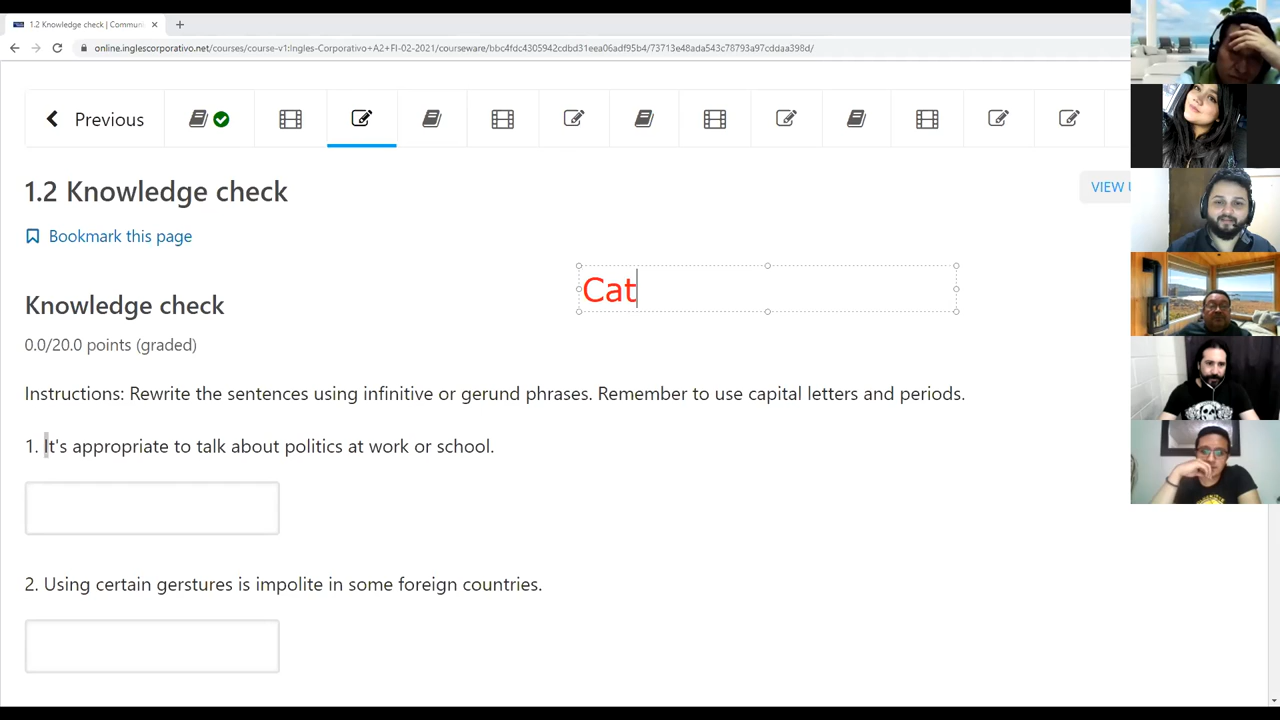 1.2 Knowledge check | Communi
online.inglescorporativo.net/courses/course-v1:Ingles-Corporativo+A2+FI-02-2021/courseware/bbc4fdc4305942cdbd31eea06adf95b4/73713e48ada543c78793a97cddaa398d/
Previous
1.2 Knowledge check
VIEW U
Bookmark this page
Cat
Knowledge check
0.0/20.0 points (graded)
Instructions: Rewrite the sentences using infinitive or gerund phrases. Remember to use capital letters and periods.
1. It's appropriate to talk about politics at work or school.
2. Using certain gerstures is impolite in some foreign countries.